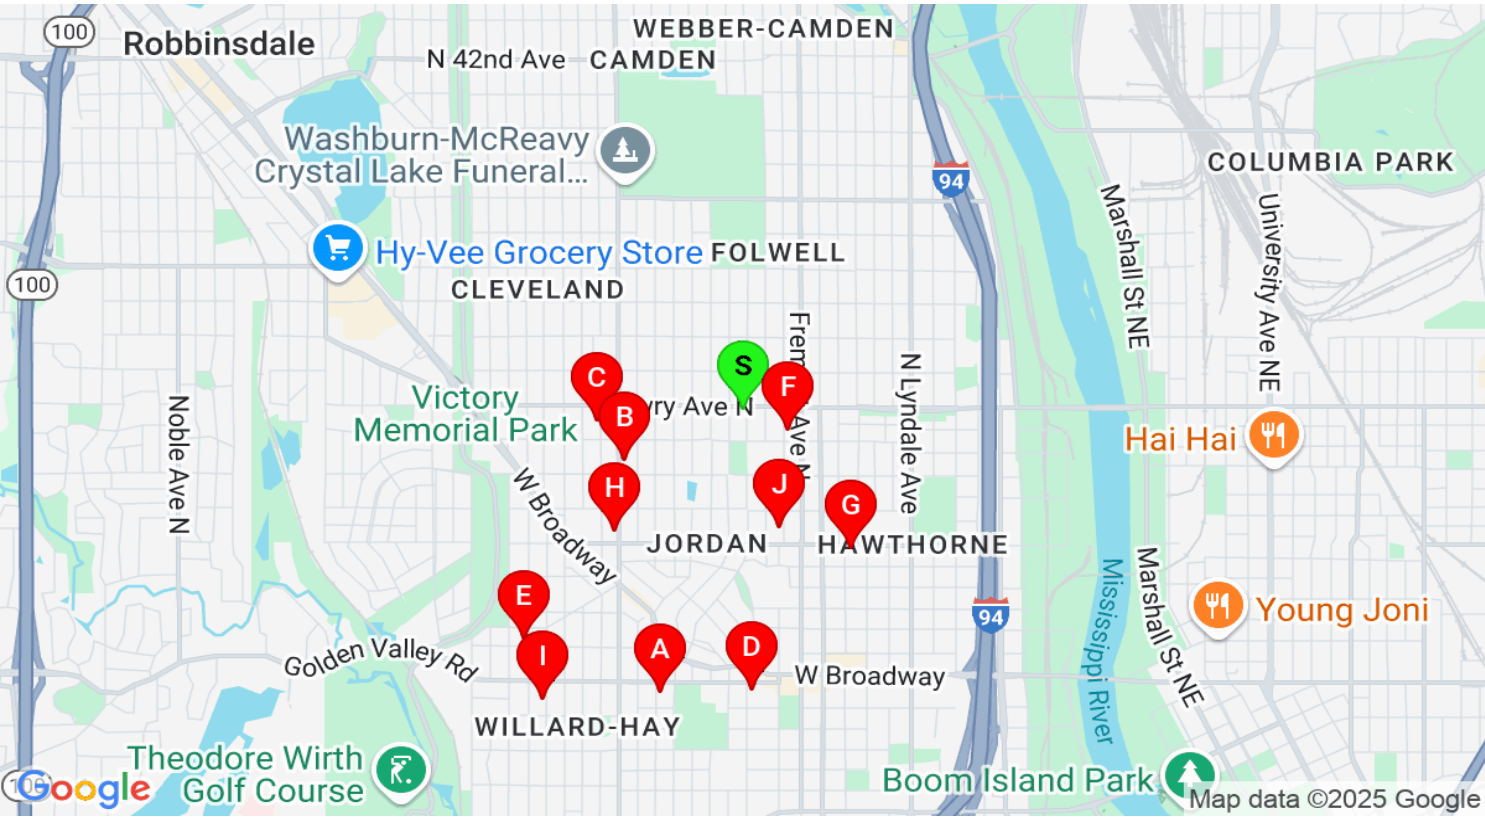 100
Robbinsdale
WEBBER-CAMDEN
N 42nd Ave
CAMDEN
Washburn-McReavy
Crystal Lake Funeral...
94
COLUMBIA PARK
Marshall St NE
University Ave NE
Hy-Vee Grocery Store
FOLWELL
100
CLEVELAND
S
C
F
B
Ave N
Ave N
N Lyndale Ave
Victory
Memorial Park
Noble Ave N
Hai Hai
W Broadway
H
J
G
JORDAN
HAWTHORNE
E
94
Mississippi River
Marshall St NE
Young Joni
I
A
D
Golden Valley Rd
W Broadway
WILLARD-HAY
Theodore Wirth
Golf Course
Boom Island Park
Google
Map data ©2025 Google